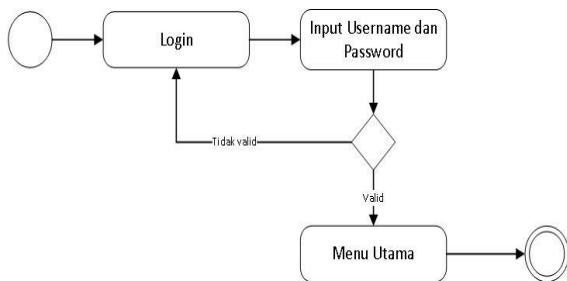 Login
Input Username dan
Password
Tidak valid
Valid
Menu Utama